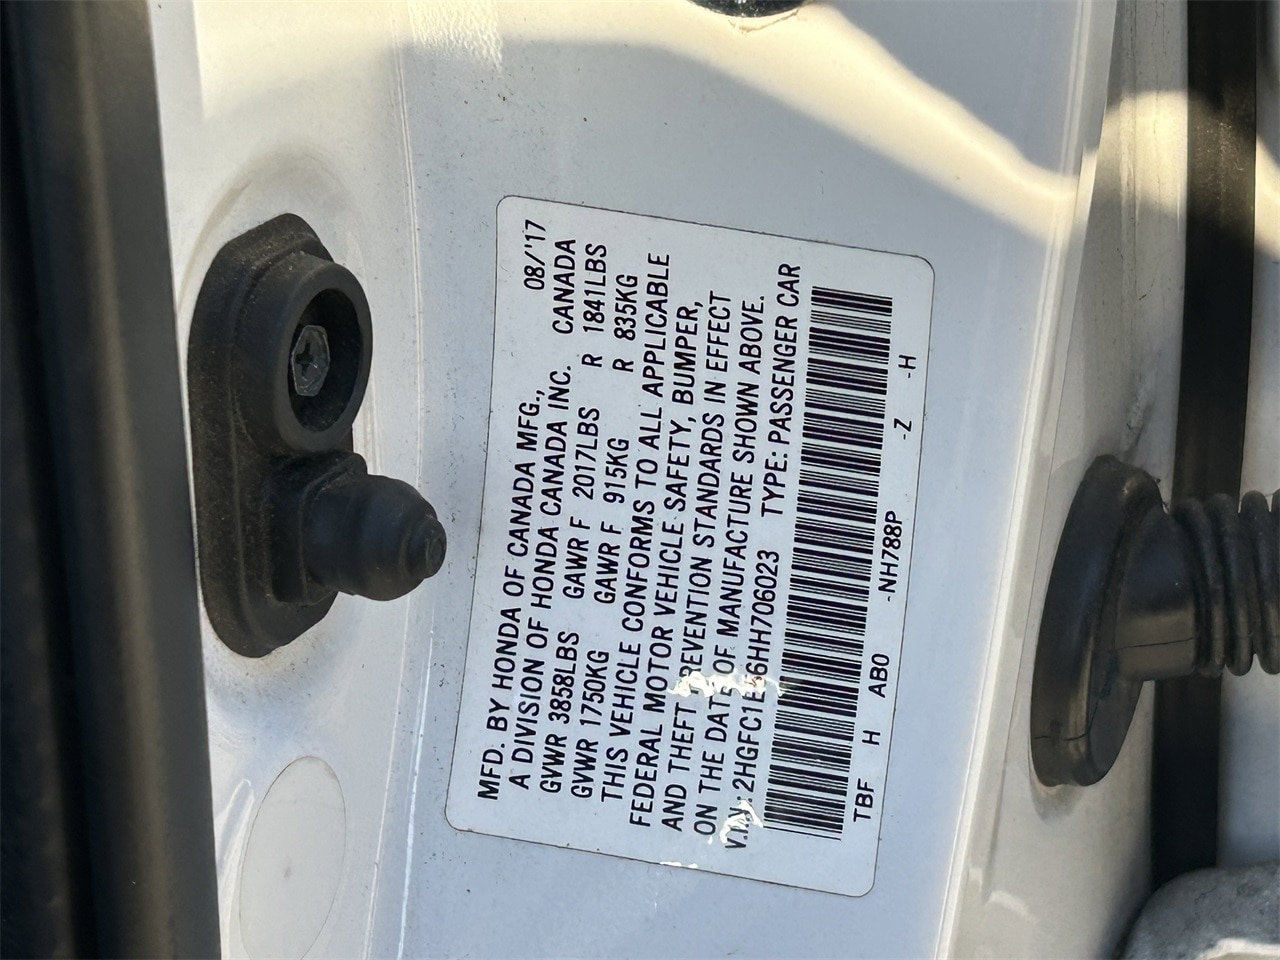 MFD. BY HONDA OF CANADA MFG., 08/'17
A DIVISION OF HONDA CANADA INC. CANADA
GVWR 3858LBS GAWR F 2017LBS R 1841LBS
GVWR 1750KG GAWR F 915KG R 835KG
THIS VEHICLE CONFORMS TO ALL APPLICABLE
FEDERAL MOTOR VEHICLE SAFETY, BUMPER,
AND THEFT PREVENTION STANDARDS IN EFFECT
ON THE DATE OF MANUFACTURE SHOWN ABOVE.
V.I.N.: TYPE: PASSENGER CAR
TBF H AB0 -NH788P -Z -H